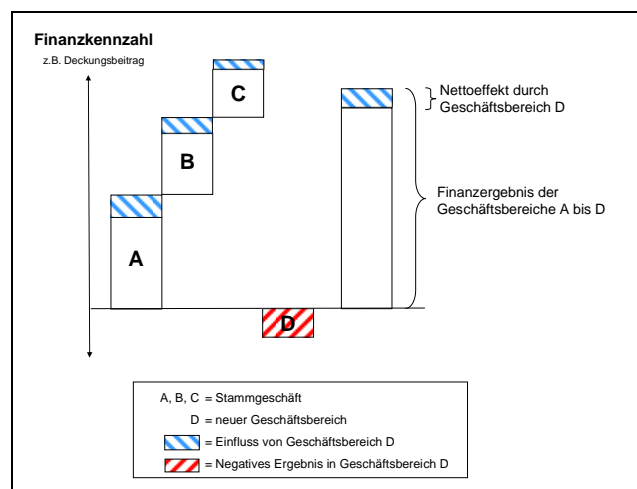 Finanzkennzahl
z.B. Deckungsbeitrag
C
B
A
D
Nettoeffekt durch
Geschäftsbereich D
Finanzergebnis der
Geschäftsbereiche A bis D
A, B, C = Stammgeschäft
D = neuer Geschäftsbereich
= Einfluss von Geschäftsbereich D
= Negatives Ergebnis in Geschäftsbereich D